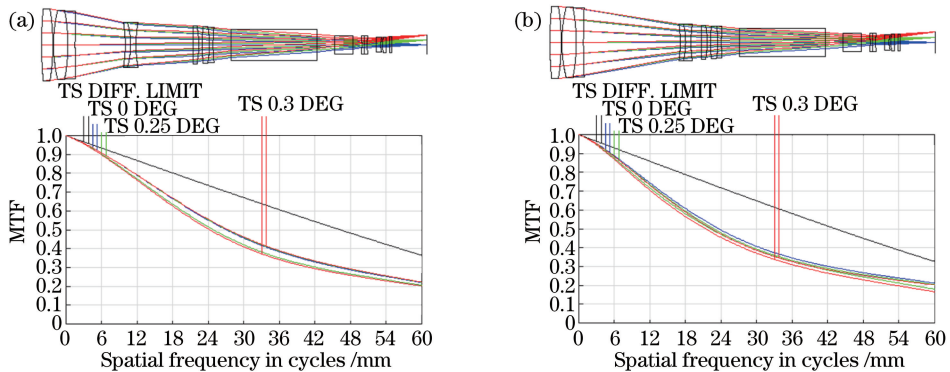 (a)
TS DIFF. LIMIT
TS 0 DEG
TS 0.25 DEG
TS 0.3 DEG
1.0
0.9
0.8
0.7
0.6
0.5
0.4
0.3
0.2
0.1
0
MTF
0 6 12 18 24 30 36 42 48 54 60
Spatial frequency in cycles /mm
(b)
TS DIFF. LIMIT
TS 0 DEG
TS 0.25 DEG
TS 0.3 DEG
1.0
0.9
0.8
0.7
0.6
0.5
0.4
0.3
0.2
0.1
0
MTF
0 6 12 18 24 30 36 42 48 54 60
Spatial frequency in cycles /mm